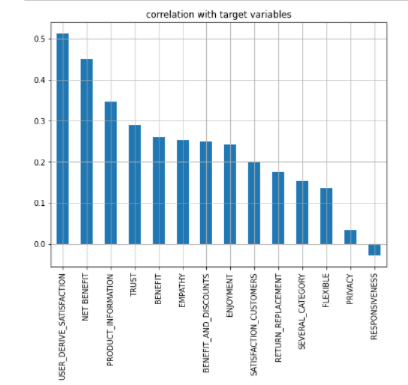 correlation with target variables
0.5
0.4
0.3
0.2
0.1
0.0
USER_DERIVE_SATISFACTION
NET BENEFIT
PRODUCT_INFORMATION
TRUST
BENEFIT
EMPATHY
BENEFIT_AND_DISCOUNTS
ENJOYMENT
SATISFACTION_CUSTOMERS
RETURN_REPLACEMENT
SEVERAL_CATEGORY
FLEXIBLE
PRIVACY
RESPONSIVENESS